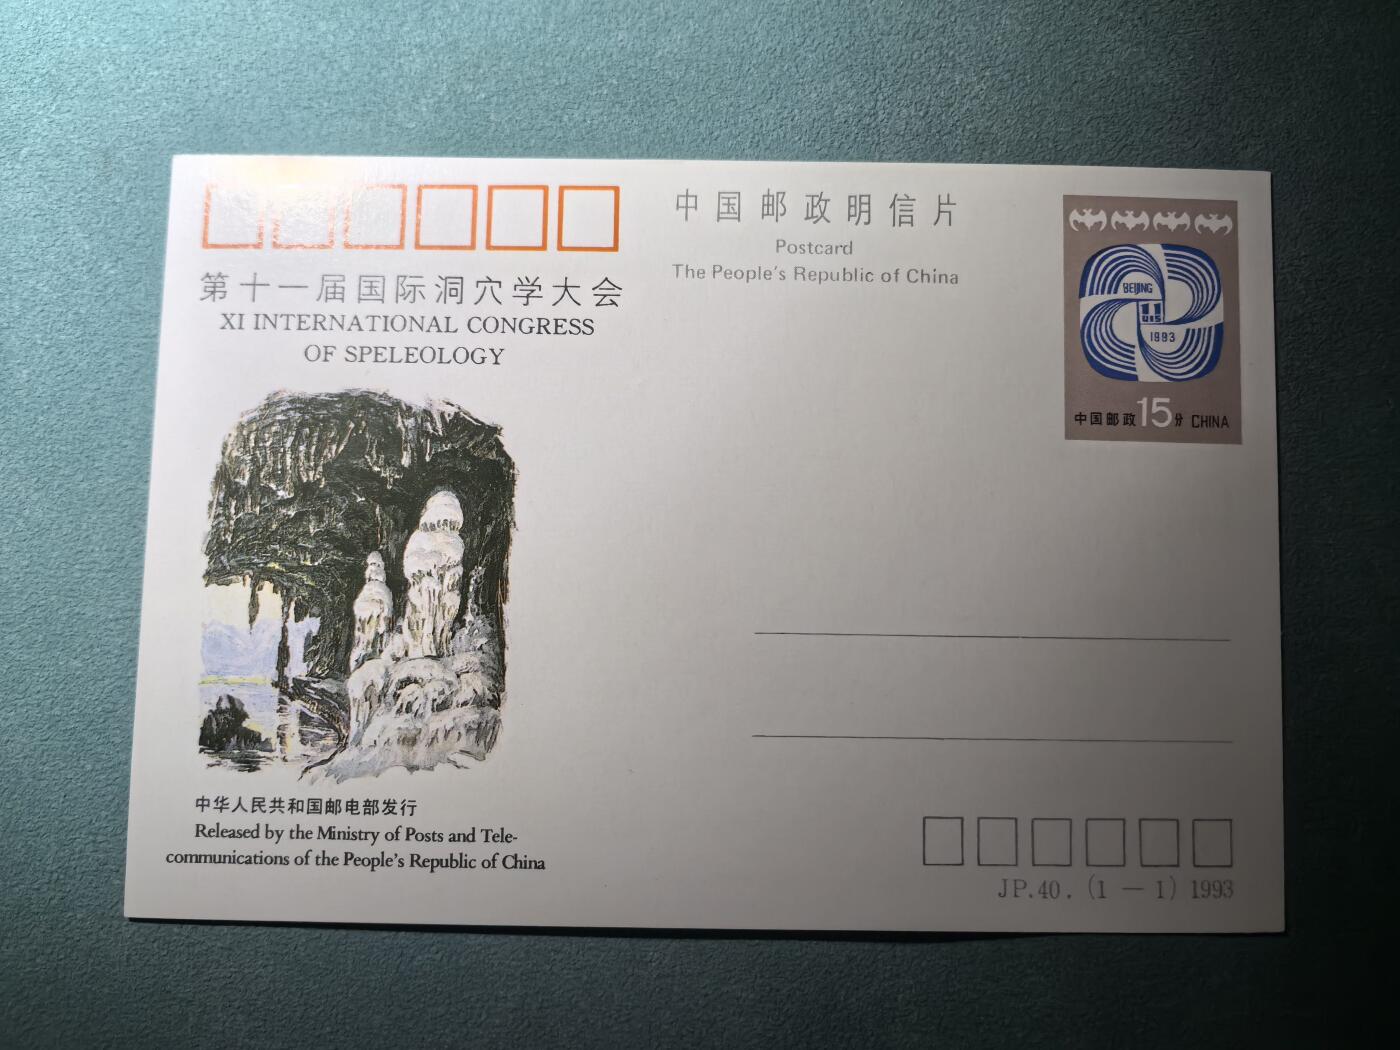 中国邮政明信片
Postcard
The People's Republic of China
第十一届国际洞穴学大会
XI INTERNATIONAL CONGRESS
OF SPELEOLOGY
BEIJING
11
UIS
1993
中国邮政15分 CHINA
中华人民共和国邮电部发行
Released by the Ministry of Posts and Tele-
communications of the People's Republic of China
JP.40. (1—1) 1993